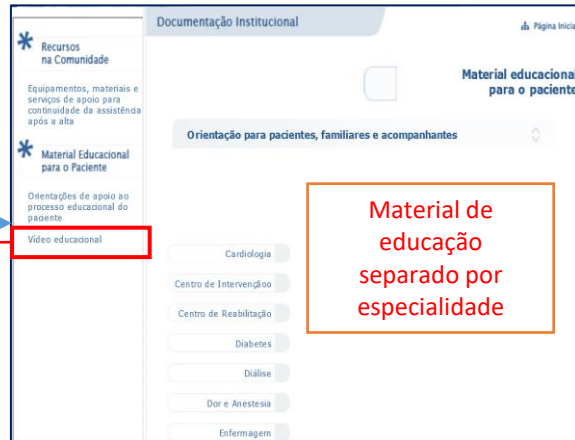 Documentação Institucional
Página Inicia
Recursos
na Comunidade
Equipamentos, materiais e
serviços de apoio para
continuidade da assistência
após a alta
Material Educacional
para o Paciente
Orientações de apoio ao
processo educacional do
paciente
Vídeo educacional
Material educacional
para o paciente
Orientação para pacientes, familiares e acompanhantes
Cardiologia
Centro de Intervençãoo
Centro de Reabilitação
Diabetes
Diálise
Dor e Anestesia
Enfermagem
Material de
educação
separado por
especialidade